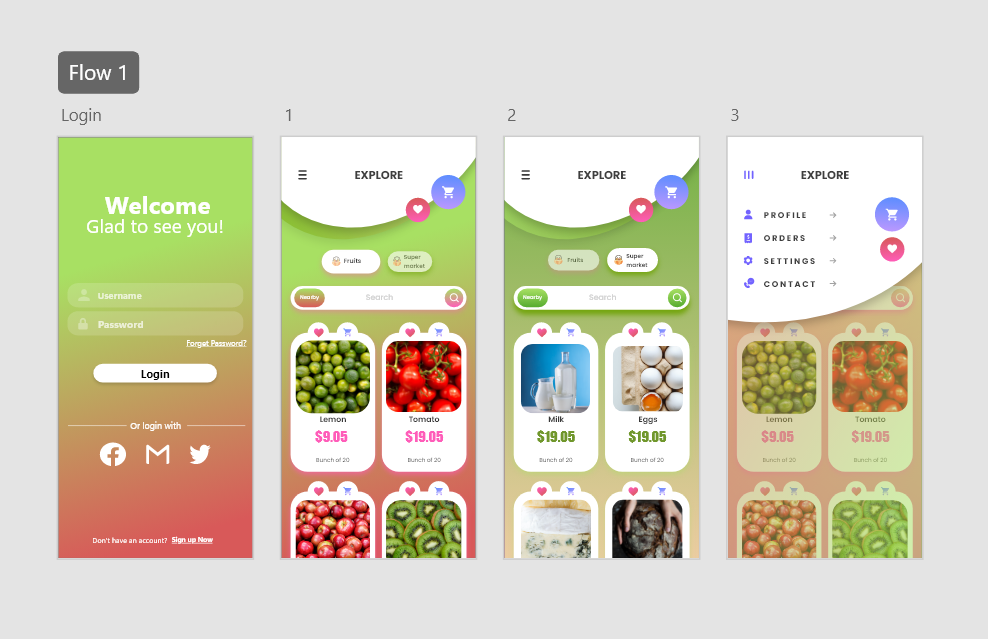 Flow 1
Login
Welcome
Glad to see you!
Username
Password
Forgot Password?
Login
Or login with
Don't have an account? Sign up Now
1
EXPLORE
Fruits
Super
market
Nearby
Search
Lemon
$9.05
Bunch of 20
Tomato
$19.05
Bunch of 20
2
EXPLORE
Fruits
Super
market
Nearby
Search
Milk
$19.05
Bunch of 20
Eggs
$19.05
Bunch of 20
3
EXPLORE
PROFILE
ORDERS
SETTINGS
CONTACT
Lemon
$9.05
Bunch of 20
Tomato
$19.05
Bunch of 20